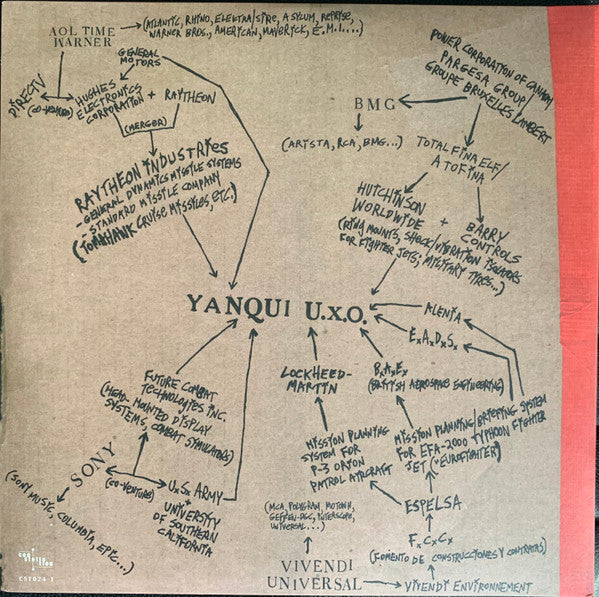 AOL TIME
WARNER
(ATLANTIC, RHINO, ELEKTRA/SIRE, ASYLUM, REPRISE,
WARNER BROS., AMERICAN, MAVERICK, E.M.I....)
GENERAL
MOTORS
DIRECTV
(CO-VENTURE)
HUGHES
ELECTRONICS
CORPORATION + RAYTHEON
(MERGER)
RAYTHEON INDUSTRIES
- GENERAL DYNAMICS MISSILE SYSTEMS
- STANDARD MISSILE COMPANY
(TOMAHAWK CRUISE MISSILES, ETC.)
POWER CORPORATION OF CANADA/
PARGESA GROUP/
GROUPE BRUXELLES LAMBERT
BMG
(ARISTA, RCA, BMG...)
TOTALFINAELF/
ATOFINA
HUTCHINSON
WORLDWIDE + BARRY
CONTROLS
(RING MOUNTS, SHOCK/VIBRATION ISOLATORS
FOR FIGHTER JETS; MILITARY TIRES...)
YANQUI U.X.O.
ALENIA
E.A.D.S.
LOCKHEED-
MARTIN
B.A.E.
(BRITISH AEROSPACE ENGINEERING)
FUTURE COMBAT
TECHNOLOGIES INC.
(HEAD-MOUNTED DISPLAY
SYSTEMS, COMBAT SIMULATORS)
SONY
(CO-VENTURE)
U.S. ARMY
+
UNIVERSITY
OF SOUTHERN
CALIFORNIA
(SONY MUSIC, COLUMBIA, EPIC...)
MISSION PLANNING
SYSTEM FOR
P-3 ORION
PATROL AIRCRAFT
MISSION PLANNING/BRIEFING SYSTEM
FOR EFA-2000 TYPHOON FIGHTER
JET ("EUROFIGHTER")
ESPELSA
F.C.C.
(FOMENTO DE CONSTRUCCIONES Y CONTRATAS)
(MCA, POLYGRAM, MOTOWN,
GEFFEN-DGC, INTERSCOPE,
UNIVERSAL...)
VIVENDI
UNIVERSAL
VIVENDI ENVIRONNEMENT
CST024-1